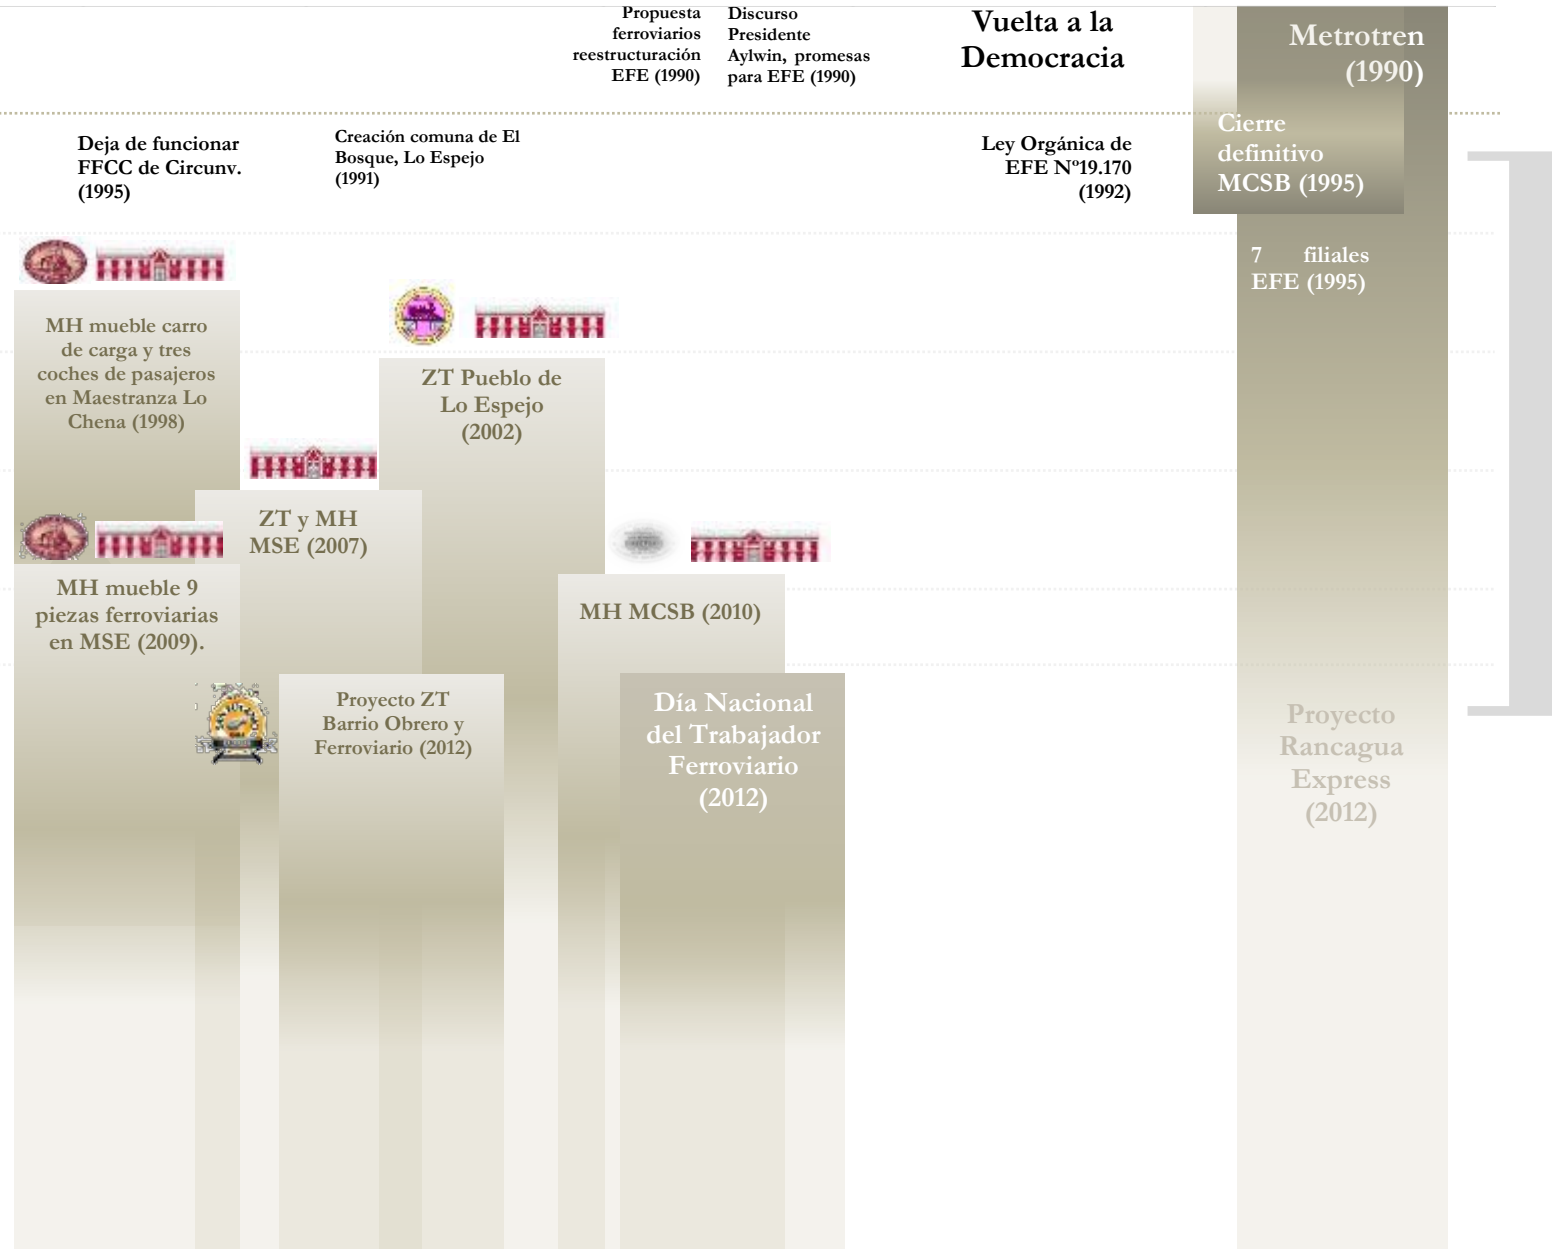 Propuesta
ferroviarios
reestructuración
EFE (1990)
Discurso
Presidente
Aylwin, promesas
para EFE (1990)
Vuelta a la
Democracia
Metrotren
(1990)
Deja de funcionar
FFCC de Circunv.
(1995)
Creación comuna de El
Bosque, Lo Espejo
(1991)
Ley Orgánica de
EFE Nº19.170
(1992)
Cierre
definitivo
MCSB (1995)
7 filiales
EFE (1995)
MH mueble carro
de carga y tres
coches de pasajeros
en Maestranza Lo
Chena (1998)
ZT Pueblo de
Lo Espejo
(2002)
ZT y MH
MSE (2007)
MH mueble 9
piezas ferroviarias
en MSE (2009).
MH MCSB (2010)
Proyecto ZT
Barrio Obrero y
Ferroviario (2012)
Día Nacional
del Trabajador
Ferroviario
(2012)
Proyecto
Rancagua
Express
(2012)